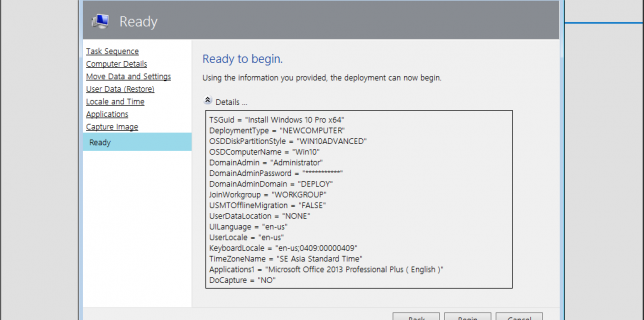 Ready
Task Sequence
Computer Details
Move Data and Settings
User Data (Restore)
Locale and Time
Applications
Capture Image
Ready
Ready to begin.
Using the information you provided, the deployment can now begin.
Details ...
TSGuid = "Install Windows 10 Pro x64"
DeploymentType = "NEWCOMPUTER"
OSDDiskPartitionStyle = "WIN10ADVANCED"
OSDComputerName = "Win10"
DomainAdmin = "Administrator"
DomainAdminPassword = "***********"
DomainAdminDomain = "DEPLOY"
JoinWorkgroup = "WORKGROUP"
USMTOfflineMigration = "FALSE"
UserDataLocation = "NONE"
UILanguage = "en-us"
UserLocale = "en-us"
KeyboardLocale = "en-us;0409:00000409"
TimeZoneName = "SE Asia Standard Time"
Applications1 = "Microsoft Office 2013 Professional Plus ( English )"
DoCapture = "NO"
Back Begin Cancel